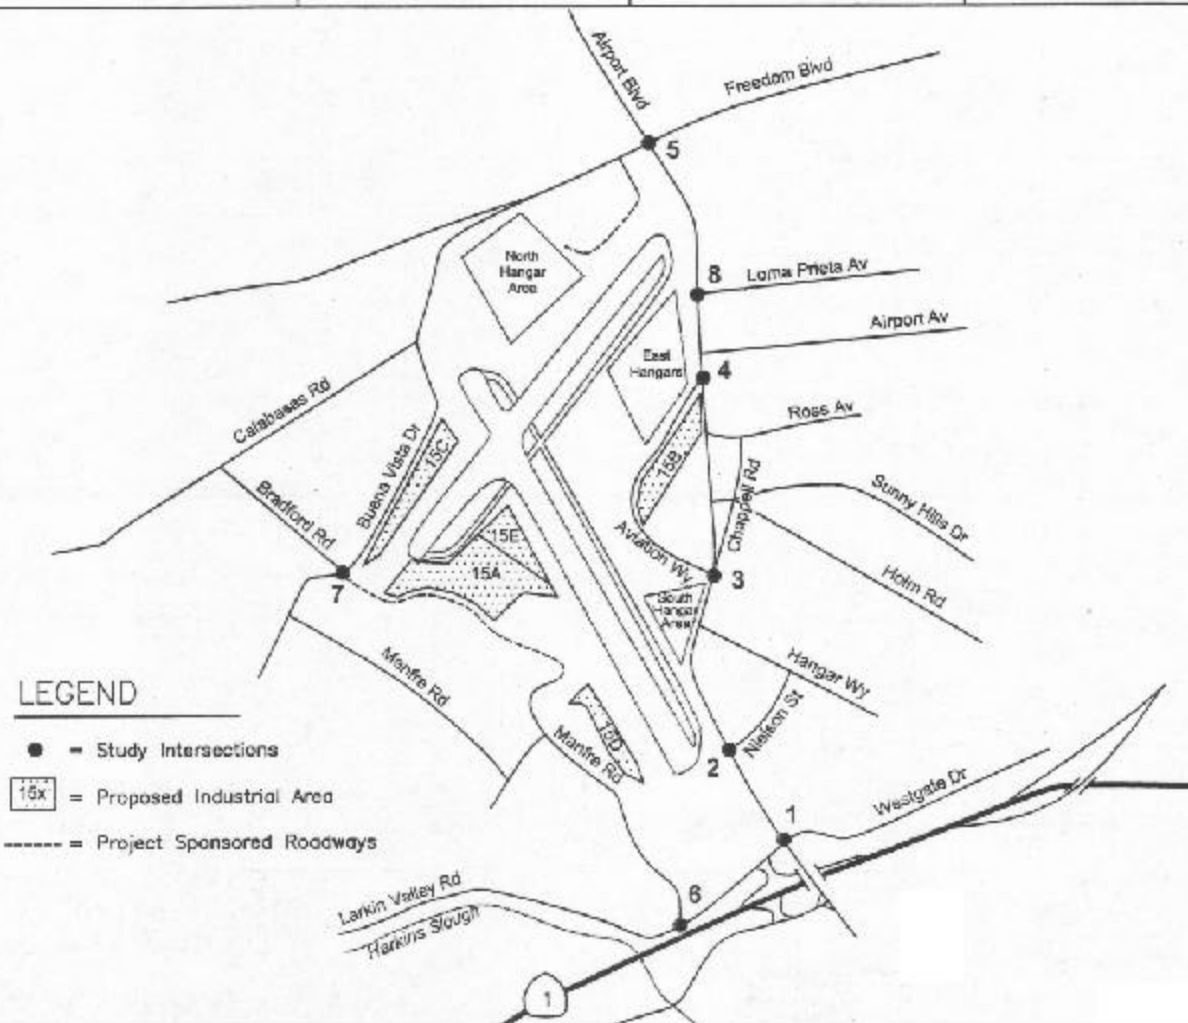 Airport Blvd
Freedom Blvd
5
North
Hangar
Area
8
Loma Prieta Av
Airport Av
East
Hangars
4
Calabasas Rd
Ross Av
Buena Vista Dr
15C
15B
Chappell Rd
Sunny Hills Dr
Bradford Rd
15E
Aviation Wy
15A
3
Holm Rd
7
South
Hangar
Area
Manfre Rd
Hangar Wy
LEGEND
Nielson St
= Study Intersections
15D
Manfre Rd
2
15x = Proposed Industrial Area
Westgate Dr
1
= Project Sponsored Roadways
Larkin Valley Rd
6
Harkins Slough
1